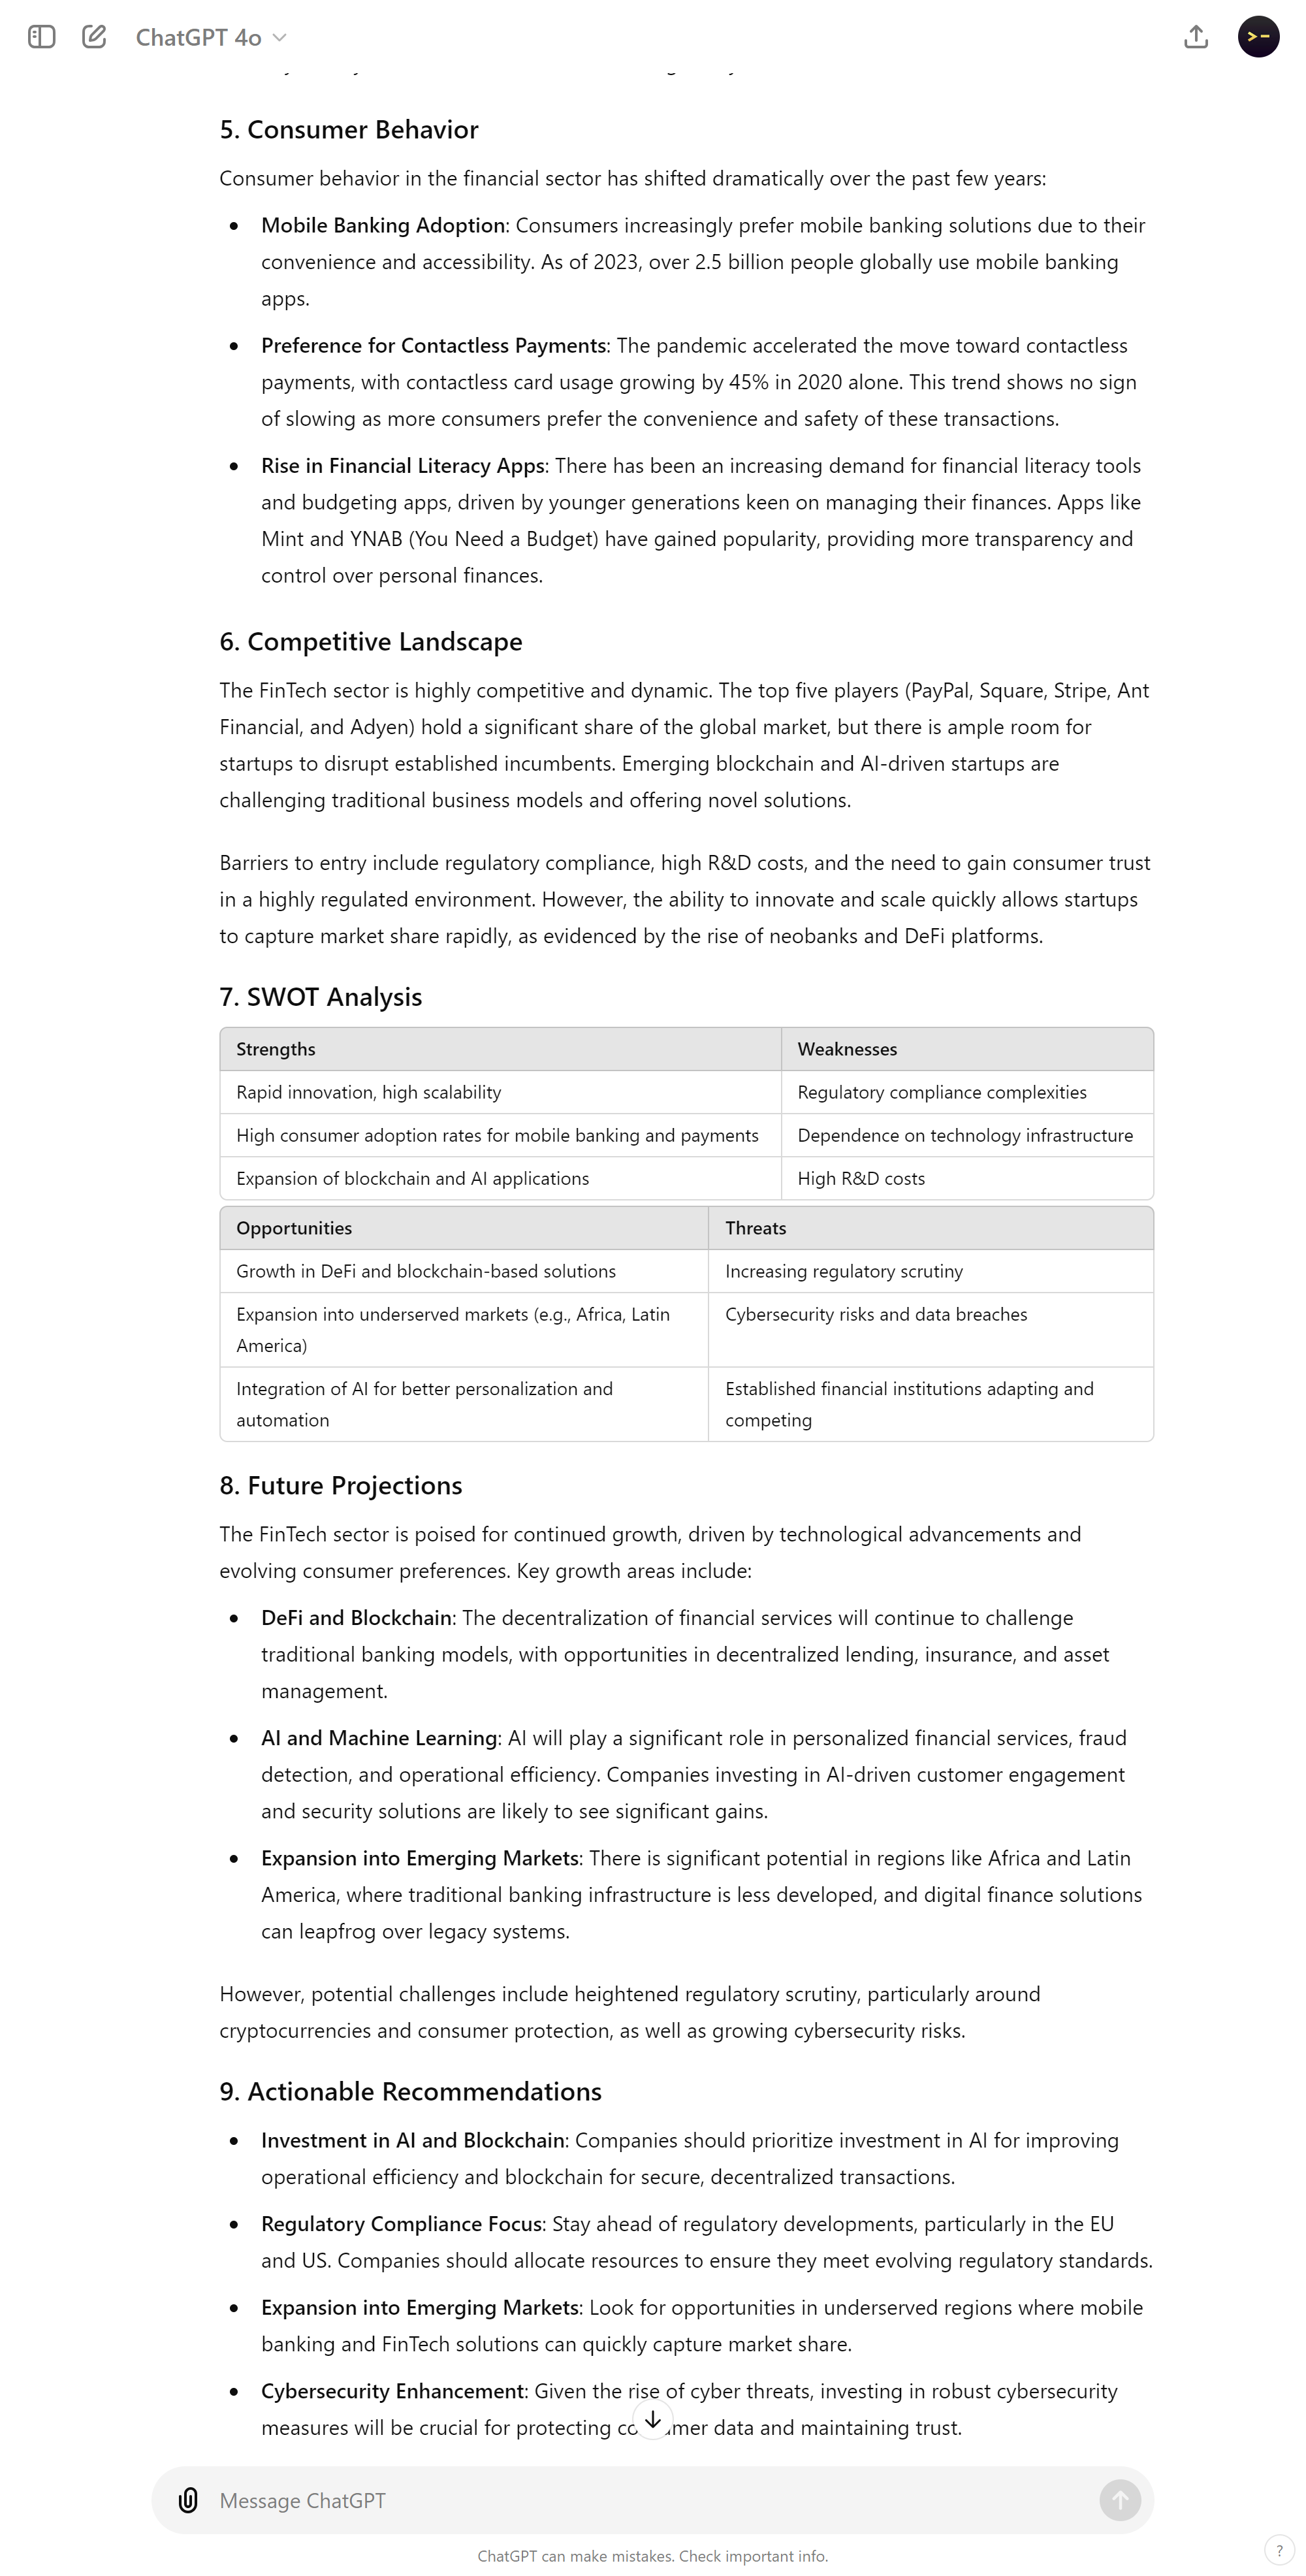 ChatGPT 4o
5. Consumer Behavior
Consumer behavior in the financial sector has shifted dramatically over the past few years:
• Mobile Banking Adoption: Consumers increasingly prefer mobile banking solutions due to their
convenience and accessibility. As of 2023, over 2.5 billion people globally use mobile banking
apps.
• Preference for Contactless Payments: The pandemic accelerated the move toward contactless
payments, with contactless card usage growing by 45% in 2020 alone. This trend shows no sign
of slowing as more consumers prefer the convenience and safety of these transactions.
• Rise in Financial Literacy Apps: There has been an increasing demand for financial literacy tools
and budgeting apps, driven by younger generations keen on managing their finances. Apps like
Mint and YNAB (You Need a Budget) have gained popularity, providing more transparency and
control over personal finances.
6. Competitive Landscape
The FinTech sector is highly competitive and dynamic. The top five players (PayPal, Square, Stripe, Ant
Financial, and Adyen) hold a significant share of the global market, but there is ample room for
startups to disrupt established incumbents. Emerging blockchain and AI-driven startups are
challenging traditional business models and offering novel solutions.
Barriers to entry include regulatory compliance, high R&D costs, and the need to gain consumer trust
in a highly regulated environment. However, the ability to innovate and scale quickly allows startups
to capture market share rapidly, as evidenced by the rise of neobanks and DeFi platforms.
7. SWOT Analysis
Strengths Weaknesses
Rapid innovation, high scalability Regulatory compliance complexities
High consumer adoption rates for mobile banking and payments Dependence on technology infrastructure
Expansion of blockchain and AI applications High R&D costs
Opportunities Threats
Growth in DeFi and blockchain-based solutions Increasing regulatory scrutiny
Expansion into underserved markets (e.g., Africa, Latin Cybersecurity risks and data breaches
America)
Integration of AI for better personalization and Established financial institutions adapting and
automation competing
8. Future Projections
The FinTech sector is poised for continued growth, driven by technological advancements and
evolving consumer preferences. Key growth areas include:
• DeFi and Blockchain: The decentralization of financial services will continue to challenge
traditional banking models, with opportunities in decentralized lending, insurance, and asset
management.
• AI and Machine Learning: AI will play a significant role in personalized financial services, fraud
detection, and operational efficiency. Companies investing in AI-driven customer engagement
and security solutions are likely to see significant gains.
• Expansion into Emerging Markets: There is significant potential in regions like Africa and Latin
America, where traditional banking infrastructure is less developed, and digital finance solutions
can leapfrog over legacy systems.
However, potential challenges include heightened regulatory scrutiny, particularly around
cryptocurrencies and consumer protection, as well as growing cybersecurity risks.
9. Actionable Recommendations
• Investment in AI and Blockchain: Companies should prioritize investment in AI for improving
operational efficiency and blockchain for secure, decentralized transactions.
• Regulatory Compliance Focus: Stay ahead of regulatory developments, particularly in the EU
and US. Companies should allocate resources to ensure they meet evolving regulatory standards.
• Expansion into Emerging Markets: Look for opportunities in underserved regions where mobile
banking and FinTech solutions can quickly capture market share.
• Cybersecurity Enhancement: Given the rise of cyber threats, investing in robust cybersecurity
measures will be crucial for protecting data and maintaining trust.
Message ChatGPT
ChatGPT can make mistakes. Check important info.
?